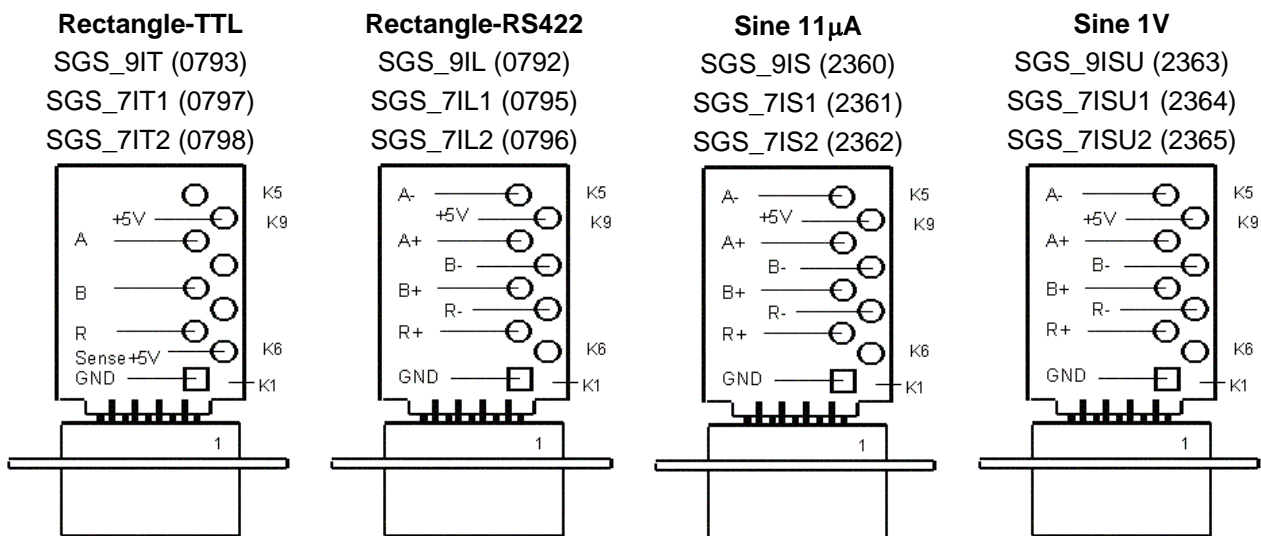 Rectangle-TTL
SGS_9IT (0793)
SGS_7IT1 (0797)
SGS_7IT2 (0798)
K5
+5V
K9
A
B
R
K6
Sense+5V
GND
K1
1
Rectangle-RS422
SGS_9IL (0792)
SGS_7IL1 (0795)
SGS_7IL2 (0796)
A-
K5
+5V
K9
A+
B-
B+
R-
R+
K6
GND
K1
1
Sine 11µA
SGS_9IS (2360)
SGS_7IS1 (2361)
SGS_7IS2 (2362)
A-
K5
+5V
K9
A+
B-
B+
R-
R+
K6
GND
K1
1
Sine 1V
SGS_9ISU (2363)
SGS_7ISU1 (2364)
SGS_7ISU2 (2365)
A-
K5
+5V
K9
A+
B-
B+
R-
R+
K6
GND
K1
1